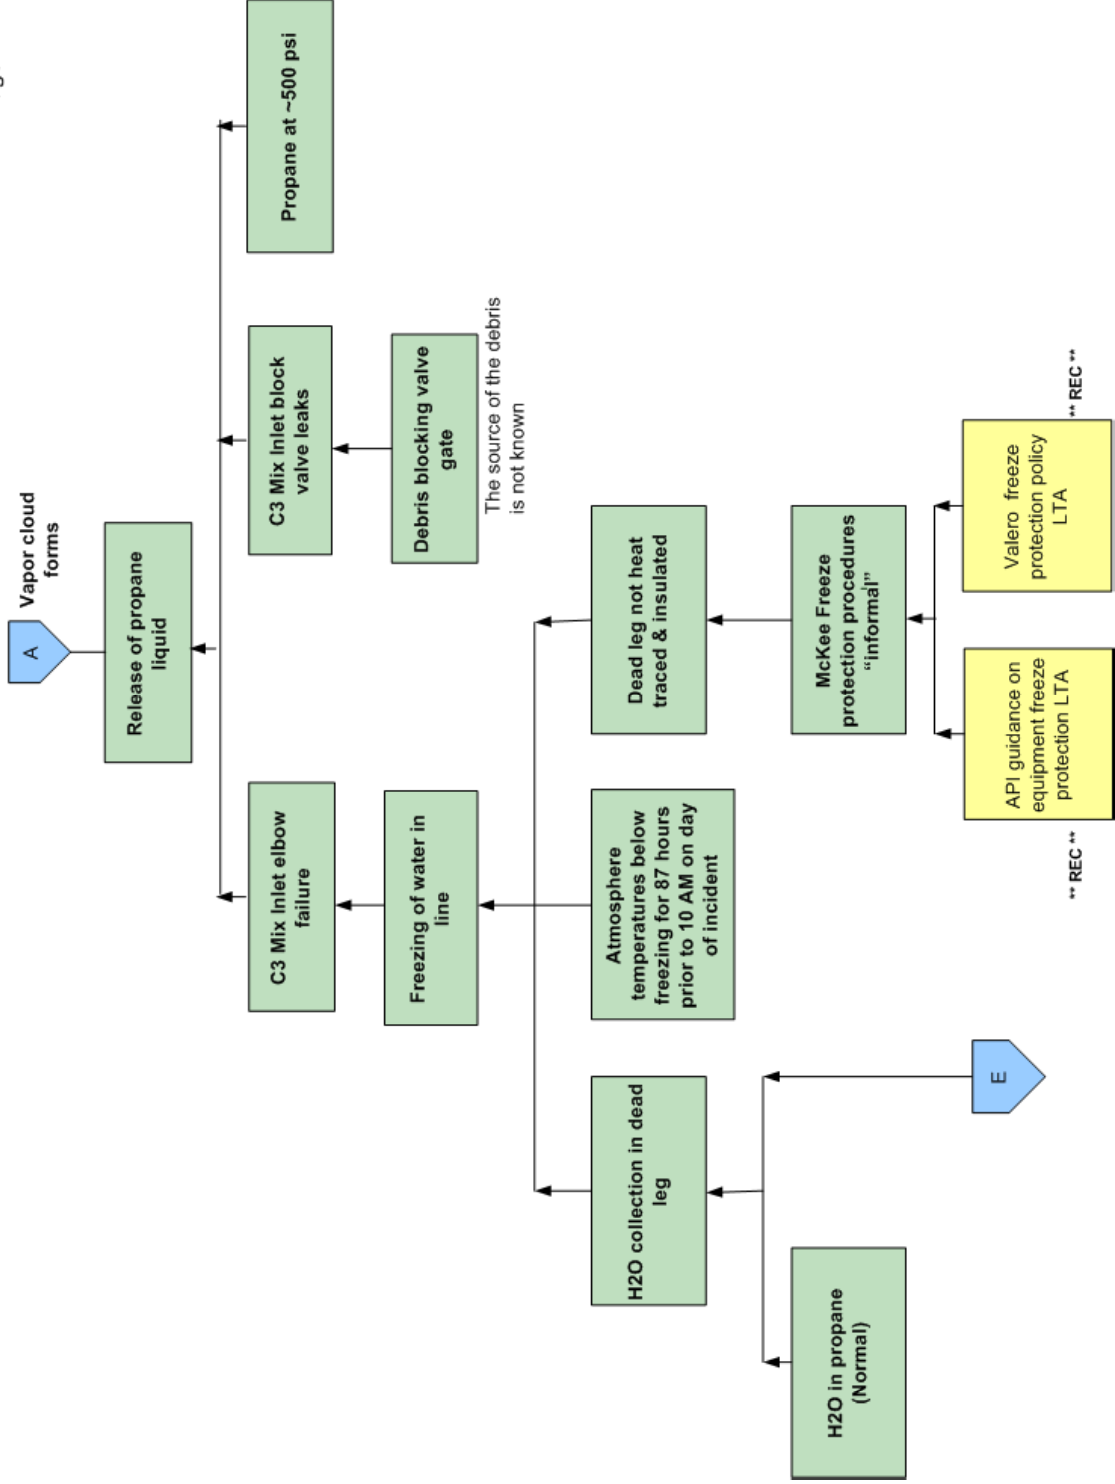 A
Vapor cloud
forms
Release of propane
liquid
C3 Mix Inlet elbow
failure
C3 Mix Inlet block
valve leaks
Propane at ~500 psi
Freezing of water in
line
Debris blocking valve
gate
The source of the debris
is not known
H2O collection in dead
leg
Atmosphere
temperatures below
freezing for 87 hours
prior to 10 AM on day
of incident
Dead leg not heat
traced & insulated
H2O in propane
(Normal)
E
McKee Freeze
protection procedures
“informal”
** REC **
API guidance on
equipment freeze
protection LTA
Valero freeze
protection policy
LTA
** REC **